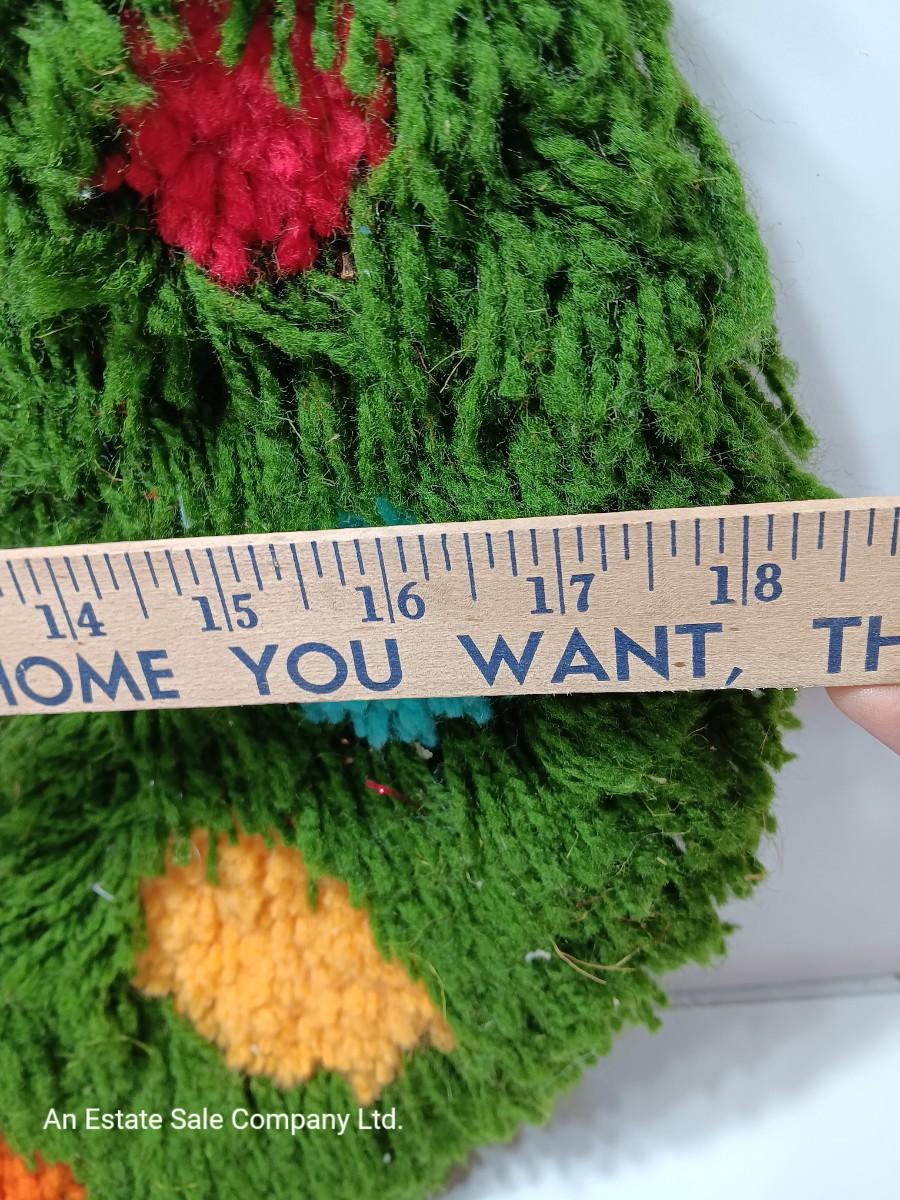 14 15 16 17 18
HOME YOU WANT, TH
An Estate Sale Company Ltd.